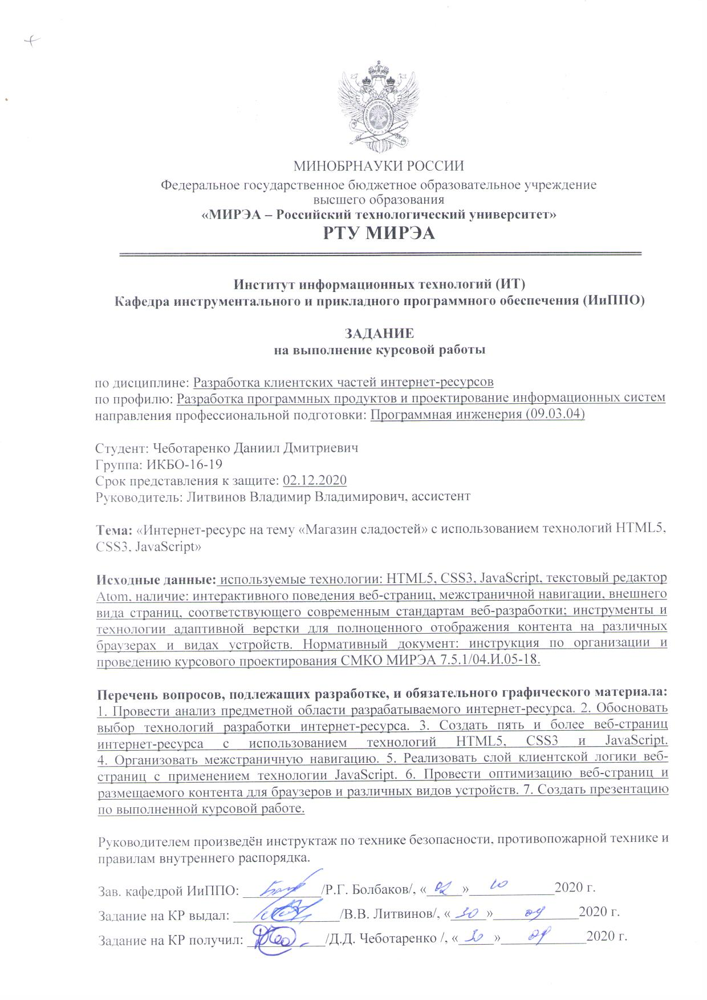 МИНОБРНАУКИ РОССИИ
Федеральное государственное бюджетное образовательное учреждение
высшего образования
«МИРЭА – Российский технологический университет»
РТУ МИРЭА
Институт информационных технологий (ИТ)
Кафедра инструментального и прикладного программного обеспечения (ИиППО)
ЗАДАНИЕ
на выполнение курсовой работы
по дисциплине: Разработка клиентских частей интернет-ресурсов
по профилю: Разработка программных продуктов и проектирование информационных систем
направления профессиональной подготовки: Программная инженерия (09.03.04)
Студент: Чеботаренко Даниил Дмитриевич
Группа: ИКБО-16-19
Срок представления к защите: 02.12.2020
Руководитель: Литвинов Владимир Владимирович, ассистент
Тема: «Интернет-ресурс на тему «Магазин сладостей» с использованием технологий HTML5,
CSS3, JavaScript»
Исходные данные: используемые технологии: HTML5, CSS3, JavaScript, текстовый редактор
Atom, наличие: интерактивного поведения веб-страниц, межстраничной навигации, внешнего
вида страниц, соответствующего современным стандартам веб-разработки; инструменты и
технологии адаптивной верстки для полноценного отображения контента на различных
браузерах и видах устройств. Нормативный документ: инструкция по организации и
проведению курсового проектирования СМКО МИРЭА 7.5.1/04.И.05-18.
Перечень вопросов, подлежащих разработке, и обязательного графического материала:
1. Провести анализ предметной области разрабатываемого интернет-ресурса. 2. Обосновать
выбор технологий разработки интернет-ресурса. 3. Создать пять и более веб-страниц
интернет-ресурса с использованием технологий HTML5, CSS3 и JavaScript.
4. Организовать межстраничную навигацию. 5. Реализовать слой клиентской логики веб-
страниц с применением технологии JavaScript. 6. Провести оптимизацию веб-страниц и
размещаемого контента для браузеров и различных видов устройств. 7. Создать презентацию
по выполненной курсовой работе.
Руководителем произведён инструктаж по технике безопасности, противопожарной технике и
правилам внутреннего распорядка.
Зав. кафедрой ИиППО: ___________/Р.Г. Болбаков/, «02»____10____2020 г.
Задание на КР выдал: ___________/В.В. Литвинов/, «30»____09____2020 г.
Задание на КР получил: ___________/Д.Д. Чеботаренко /, «30»____09____2020 г.